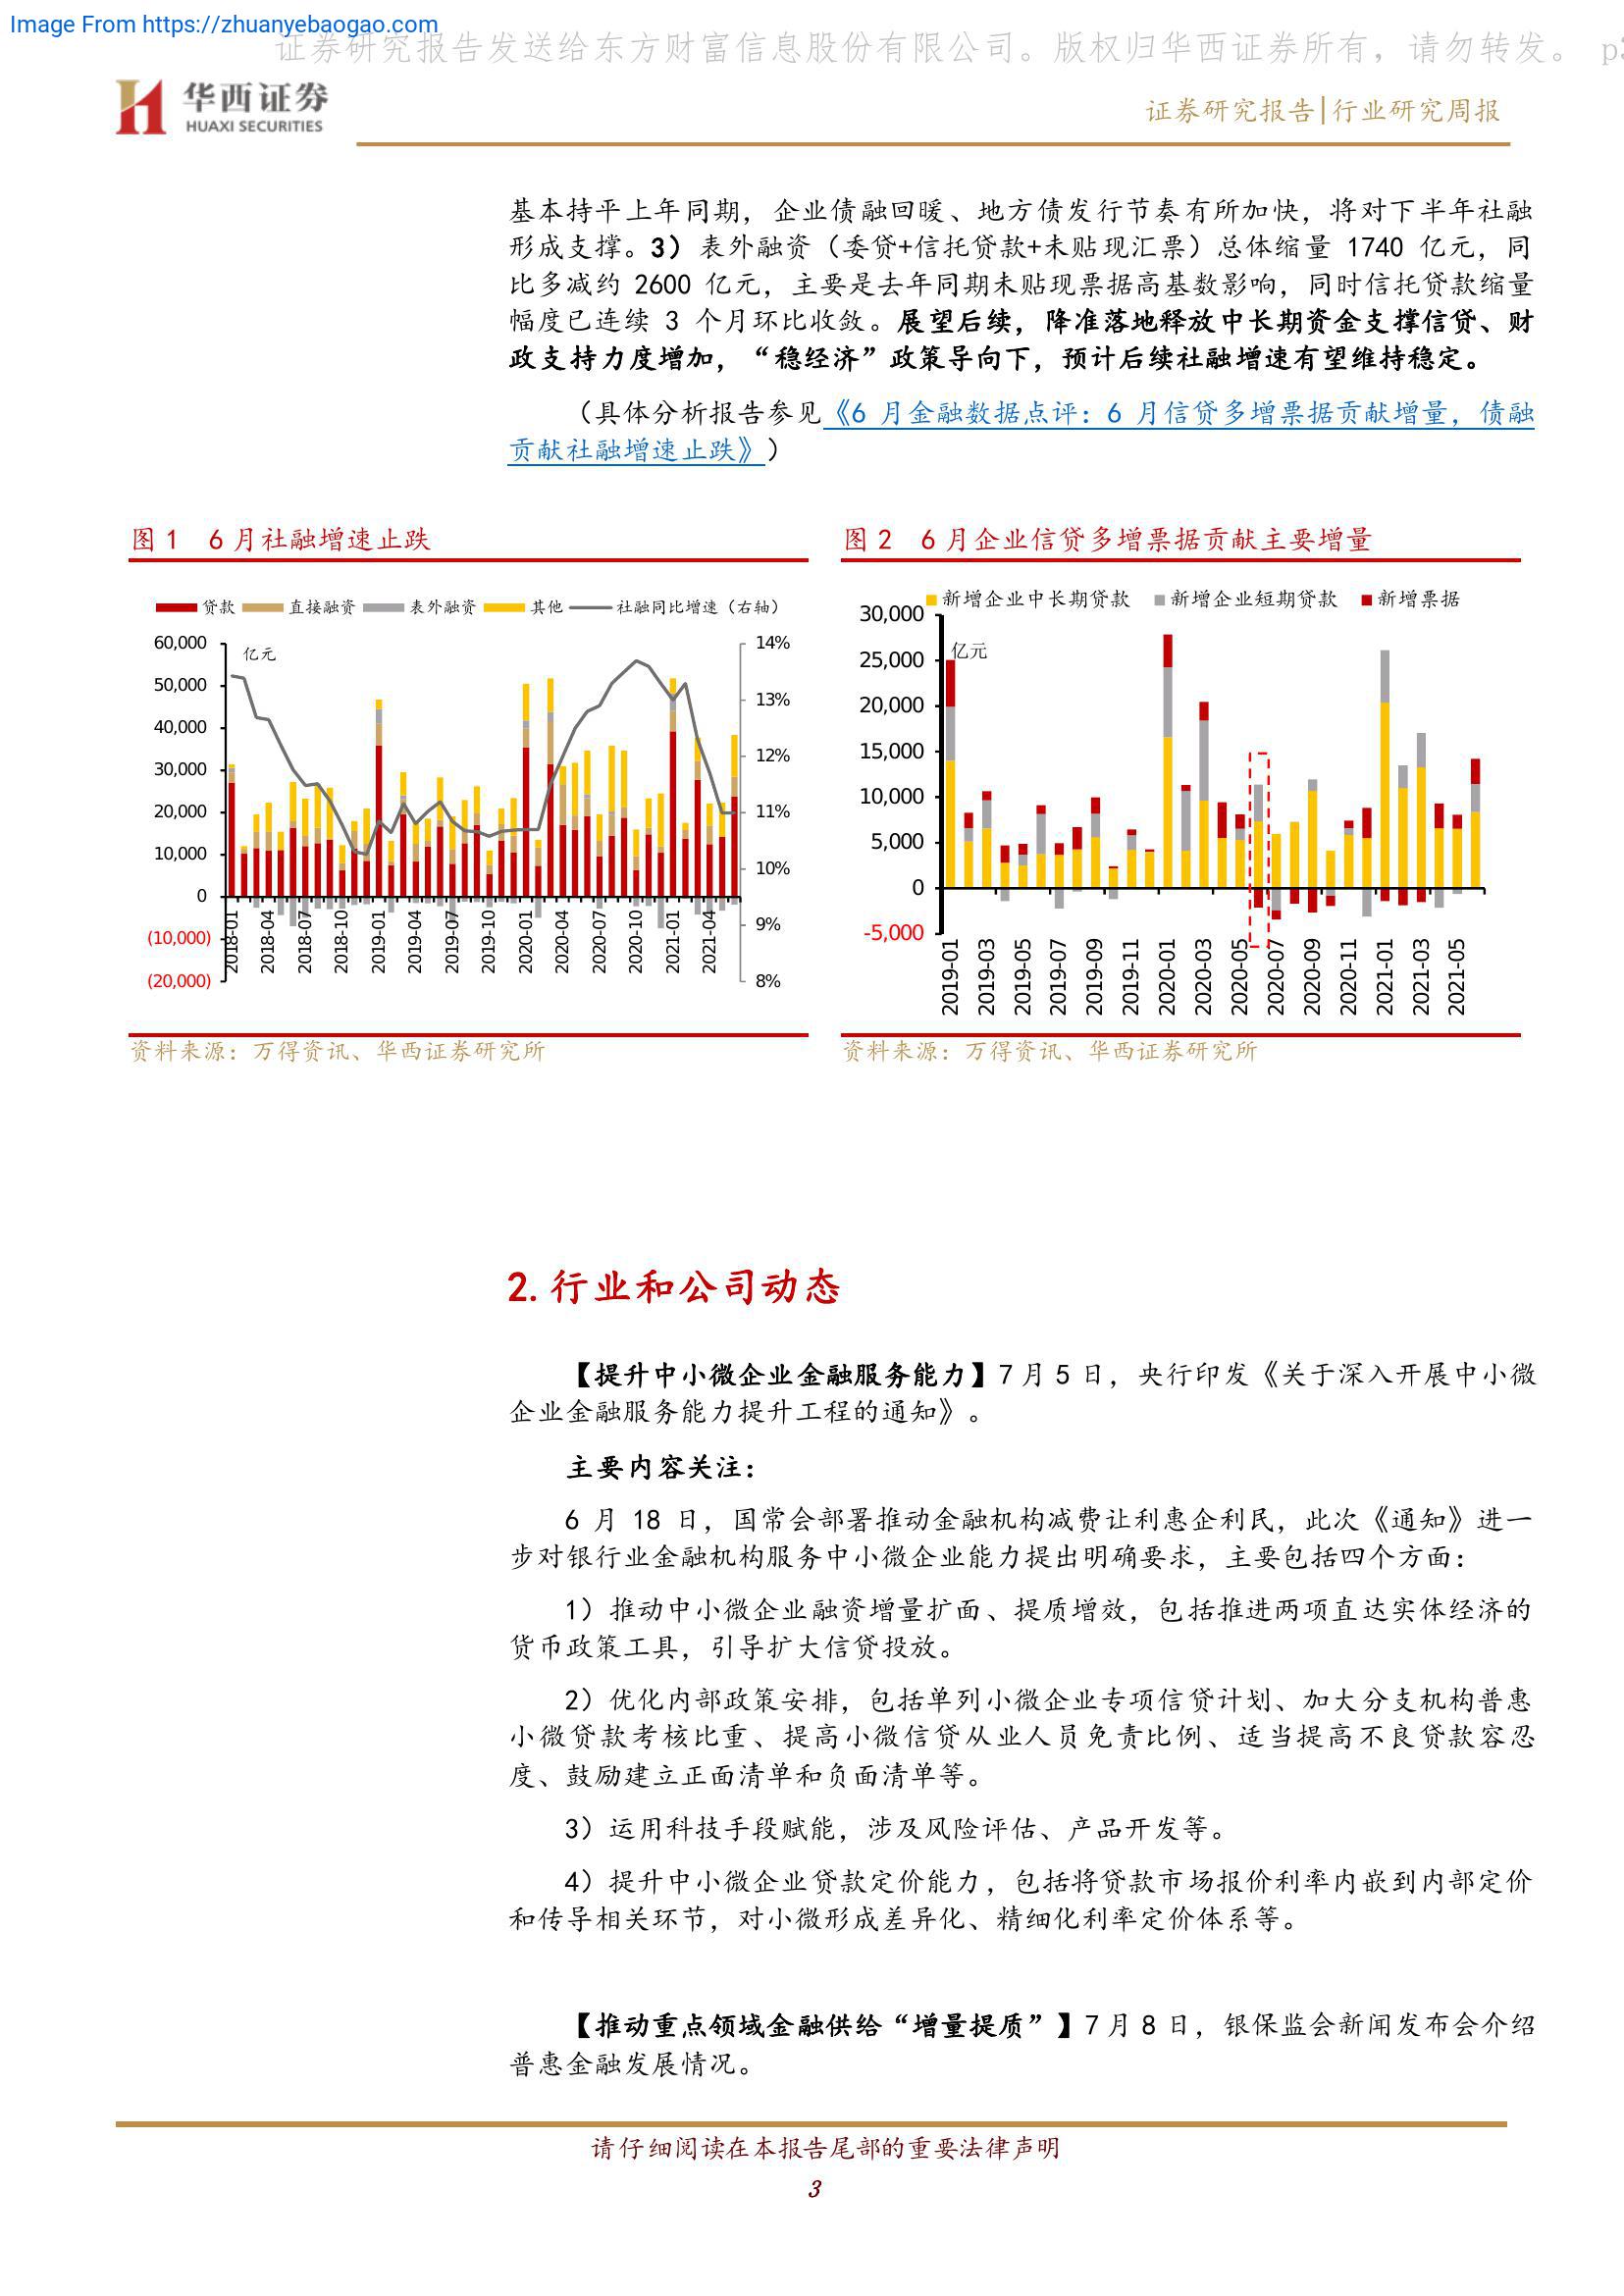 Image From https://zhuanyebaogao.com
证券研究报告发送给东方财富信息股份有限公司。版权归华西证券所有，请勿转发。 p3
华西证券
HUAXI SECURITIES
证券研究报告|行业研究周报
基本持平上年同期，企业债融回暖、地方债发行节奏有所加快，将对下半年社融
形成支撑。3）表外融资（委贷+信托贷款+未贴现汇票）总体缩量 1740 亿元，同
比多减约 2600 亿元，主要是去年同期未贴现票据高基数影响，同时信托贷款缩量
幅度已连续 3 个月环比收敛。展望后续，降准落地释放中长期资金支撑信贷、财
政支持力度增加，“稳经济”政策导向下，预计后续社融增速有望维持稳定。
（具体分析报告参见《6 月金融数据点评：6 月信贷多增票据贡献增量，债融
贡献社融增速止跌》）
图 1 6 月社融增速止跌
贷款 直接融资 表外融资 其他 社融同比增速（右轴）
亿元
60,000
50,000
40,000
30,000
20,000
10,000
0
(10,000)
(20,000)
14%
13%
12%
11%
10%
9%
8%
2018-01 2018-04 2018-07 2018-10 2019-01 2019-04 2019-07 2019-10 2020-01 2020-04 2020-07 2020-10 2021-01 2021-04
资料来源：万得资讯、华西证券研究所
图 2 6 月企业信贷多增票据贡献主要增量
新增企业中长期贷款 新增企业短期贷款 新增票据
亿元
30,000
25,000
20,000
15,000
10,000
5,000
0
-5,000
2019-01 2019-03 2019-05 2019-07 2019-09 2019-11 2020-01 2020-03 2020-05 2020-07 2020-09 2020-11 2021-01 2021-03 2021-05
资料来源：万得资讯、华西证券研究所
2. 行业和公司动态
【提升中小微企业金融服务能力】7 月 5 日，央行印发《关于深入开展中小微
企业金融服务能力提升工程的通知》。
主要内容关注：
6 月 18 日，国常会部署推动金融机构减费让利惠企利民，此次《通知》进一
步对银行业金融机构服务中小微企业能力提出明确要求，主要包括四个方面：
1）推动中小微企业融资增量扩面、提质增效，包括推进两项直达实体经济的
货币政策工具，引导扩大信贷投放。
2）优化内部政策安排，包括单列小微企业专项信贷计划、加大分支机构普惠
小微贷款考核比重、提高小微信贷从业人员免责比例、适当提高不良贷款容忍
度、鼓励建立正面清单和负面清单等。
3）运用科技手段赋能，涉及风险评估、产品开发等。
4）提升中小微企业贷款定价能力，包括将贷款市场报价利率内嵌到内部定价
和传导相关环节，对小微形成差异化、精细化利率定价体系等。
【推动重点领域金融供给“增量提质”】7 月 8 日，银保监会新闻发布会介绍
普惠金融发展情况。
请仔细阅读在本报告尾部的重要法律声明
3